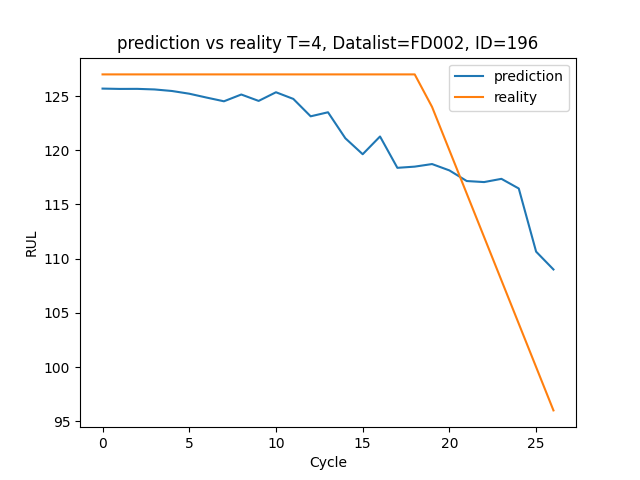 prediction vs reality T=4, Datalist=FD002, ID=196
prediction
reality
RUL
125
120
115
110
105
100
95
0 5 10 15 20 25
Cycle